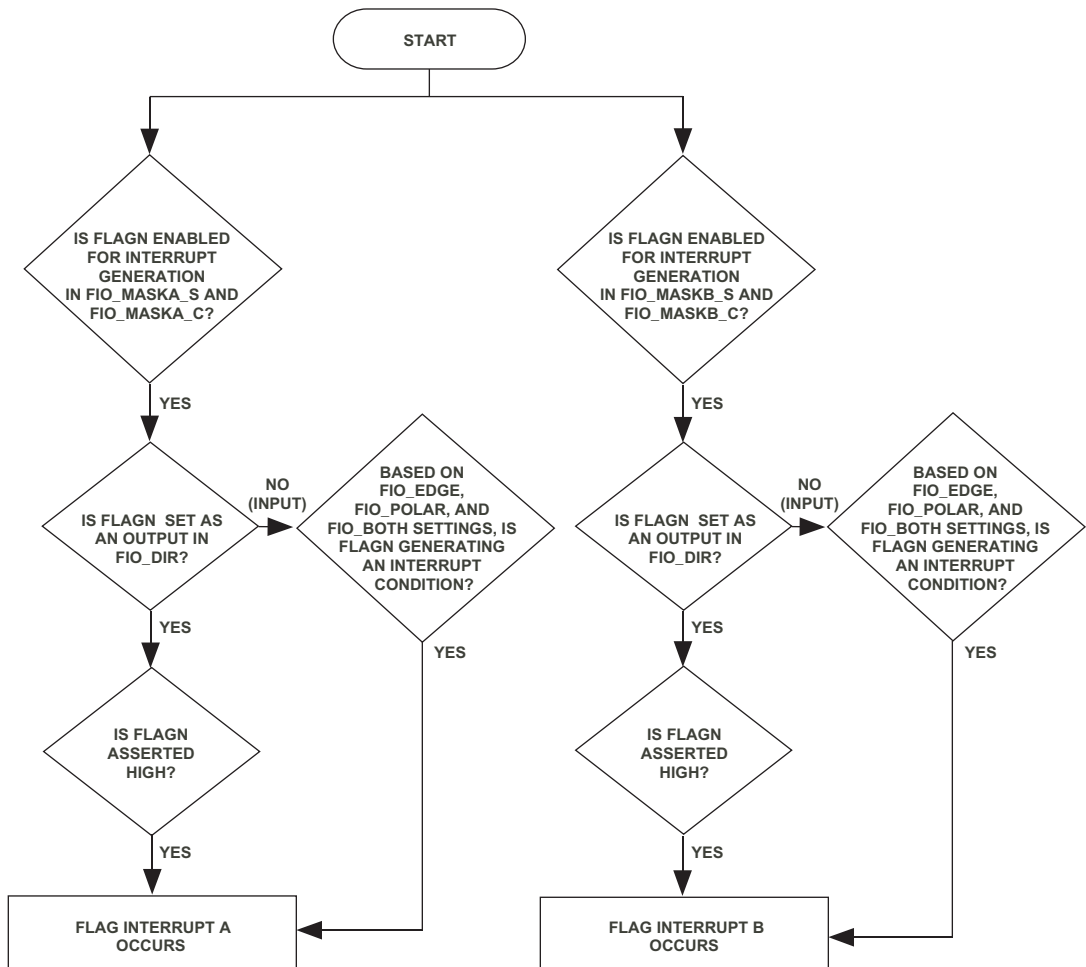 START
IS FLAGN ENABLED
FOR INTERRUPT
GENERATION
IN FIO_MASKA_S AND
FIO_MASKA_C?
YES
IS FLAGN SET AS
AN OUTPUT IN
FIO_DIR?
NO
(INPUT)
BASED ON
FIO_EDGE,
FIO_POLAR, AND
FIO_BOTH SETTINGS, IS
FLAGN GENERATING
AN INTERRUPT
CONDITION?
YES
YES
IS FLAGN
ASSERTED
HIGH?
YES
FLAG INTERRUPT A
OCCURS
IS FLAGN ENABLED
FOR INTERRUPT
GENERATION
IN FIO_MASKB_S AND
FIO_MASKB_C?
YES
IS FLAGN SET AS
AN OUTPUT IN
FIO_DIR?
NO
(INPUT)
BASED ON
FIO_EDGE,
FIO_POLAR, AND
FIO_BOTH SETTINGS, IS
FLAGN GENERATING
AN INTERRUPT
CONDITION?
YES
YES
IS FLAGN
ASSERTED
HIGH?
YES
FLAG INTERRUPT B
OCCURS